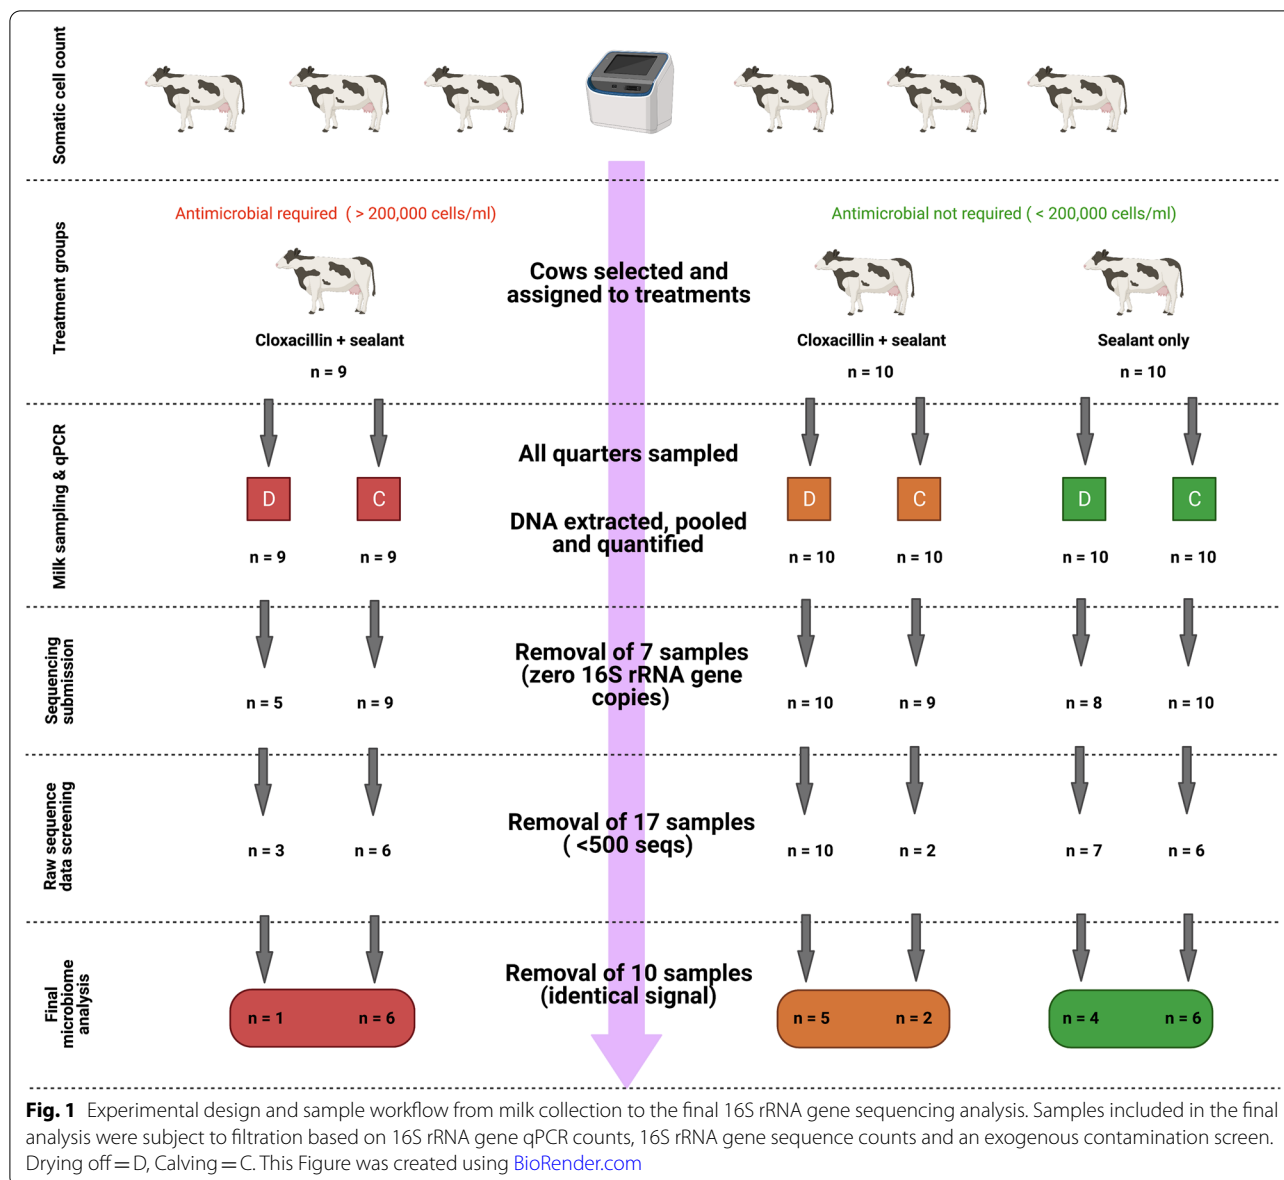 Somatic cell count
Treatment groups
Antimicrobial required ( > 200,000 cells/ml)
Antimicrobial not required ( < 200,000 cells/ml)
Cows selected and
assigned to treatments
Cloxacillin + sealant
n = 9
Cloxacillin + sealant
n = 10
Sealant only
n = 10
Milk sampling & qPCR
All quarters sampled
DNA extracted, pooled
and quantified
D
C
D
C
D
C
n = 9
n = 9
n = 10
n = 10
n = 10
n = 10
Sequencing
submission
Removal of 7 samples
(zero 16S rRNA gene
copies)
n = 5
n = 9
n = 10
n = 9
n = 8
n = 10
Raw sequence
data screening
Removal of 17 samples
( <500 seqs)
n = 3
n = 6
n = 10
n = 2
n = 7
n = 6
Final
microbiome
analysis
Removal of 10 samples
(identical signal)
n = 1
n = 6
n = 5
n = 2
n = 4
n = 6
Fig. 1 Experimental design and sample workflow from milk collection to the final 16S rRNA gene sequencing analysis. Samples included in the final
analysis were subject to filtration based on 16S rRNA gene qPCR counts, 16S rRNA gene sequence counts and an exogenous contamination screen.
Drying off = D, Calving = C. This Figure was created using BioRender.com